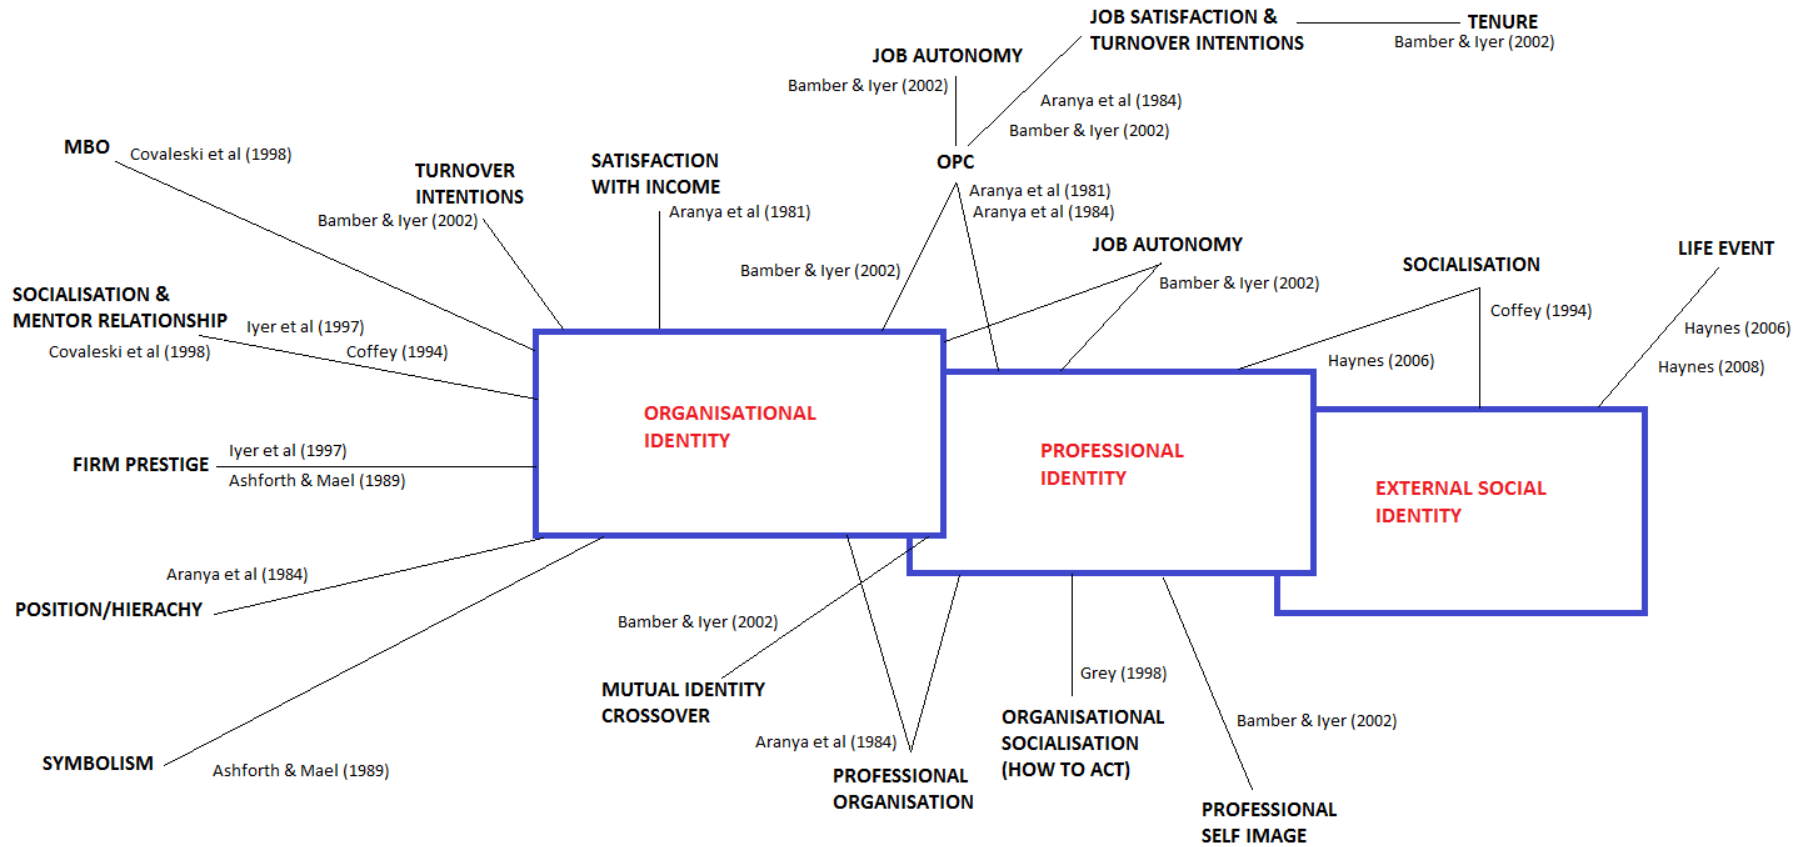 JOB SATISFACTION &
TURNOVER INTENTIONS
TENURE
Bamber & Iyer (2002)
JOB AUTONOMY
Bamber & Iyer (2002)
Aranya et al (1984)
Bamber & Iyer (2002)
MBO
Covaleski et al (1998)
TURNOVER
INTENTIONS
Bamber & Iyer (2002)
SATISFACTION
WITH INCOME
Aranya et al (1981)
OPC
Aranya et al (1981)
Aranya et al (1984)
Bamber & Iyer (2002)
JOB AUTONOMY
Bamber & Iyer (2002)
SOCIALISATION
Coffey (1994)
Haynes (2006)
LIFE EVENT
Haynes (2006)
Haynes (2008)
SOCIALISATION &
MENTOR RELATIONSHIP
Iyer et al (1997)
Covaleski et al (1998)
Coffey (1994)
ORGANISATIONAL
IDENTITY
PROFESSIONAL
IDENTITY
EXTERNAL SOCIAL
IDENTITY
FIRM PRESTIGE
Iyer et al (1997)
Ashforth & Mael (1989)
Aranya et al (1984)
POSITION/HIERACHY
SYMBOLISM
Ashforth & Mael (1989)
Bamber & Iyer (2002)
MUTUAL IDENTITY
CROSSOVER
Aranya et al (1984)
PROFESSIONAL
ORGANISATION
Grey (1998)
ORGANISATIONAL
SOCIALISATION
(HOW TO ACT)
Bamber & Iyer (2002)
PROFESSIONAL
SELF IMAGE